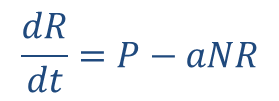 dR/dt = P − aNR